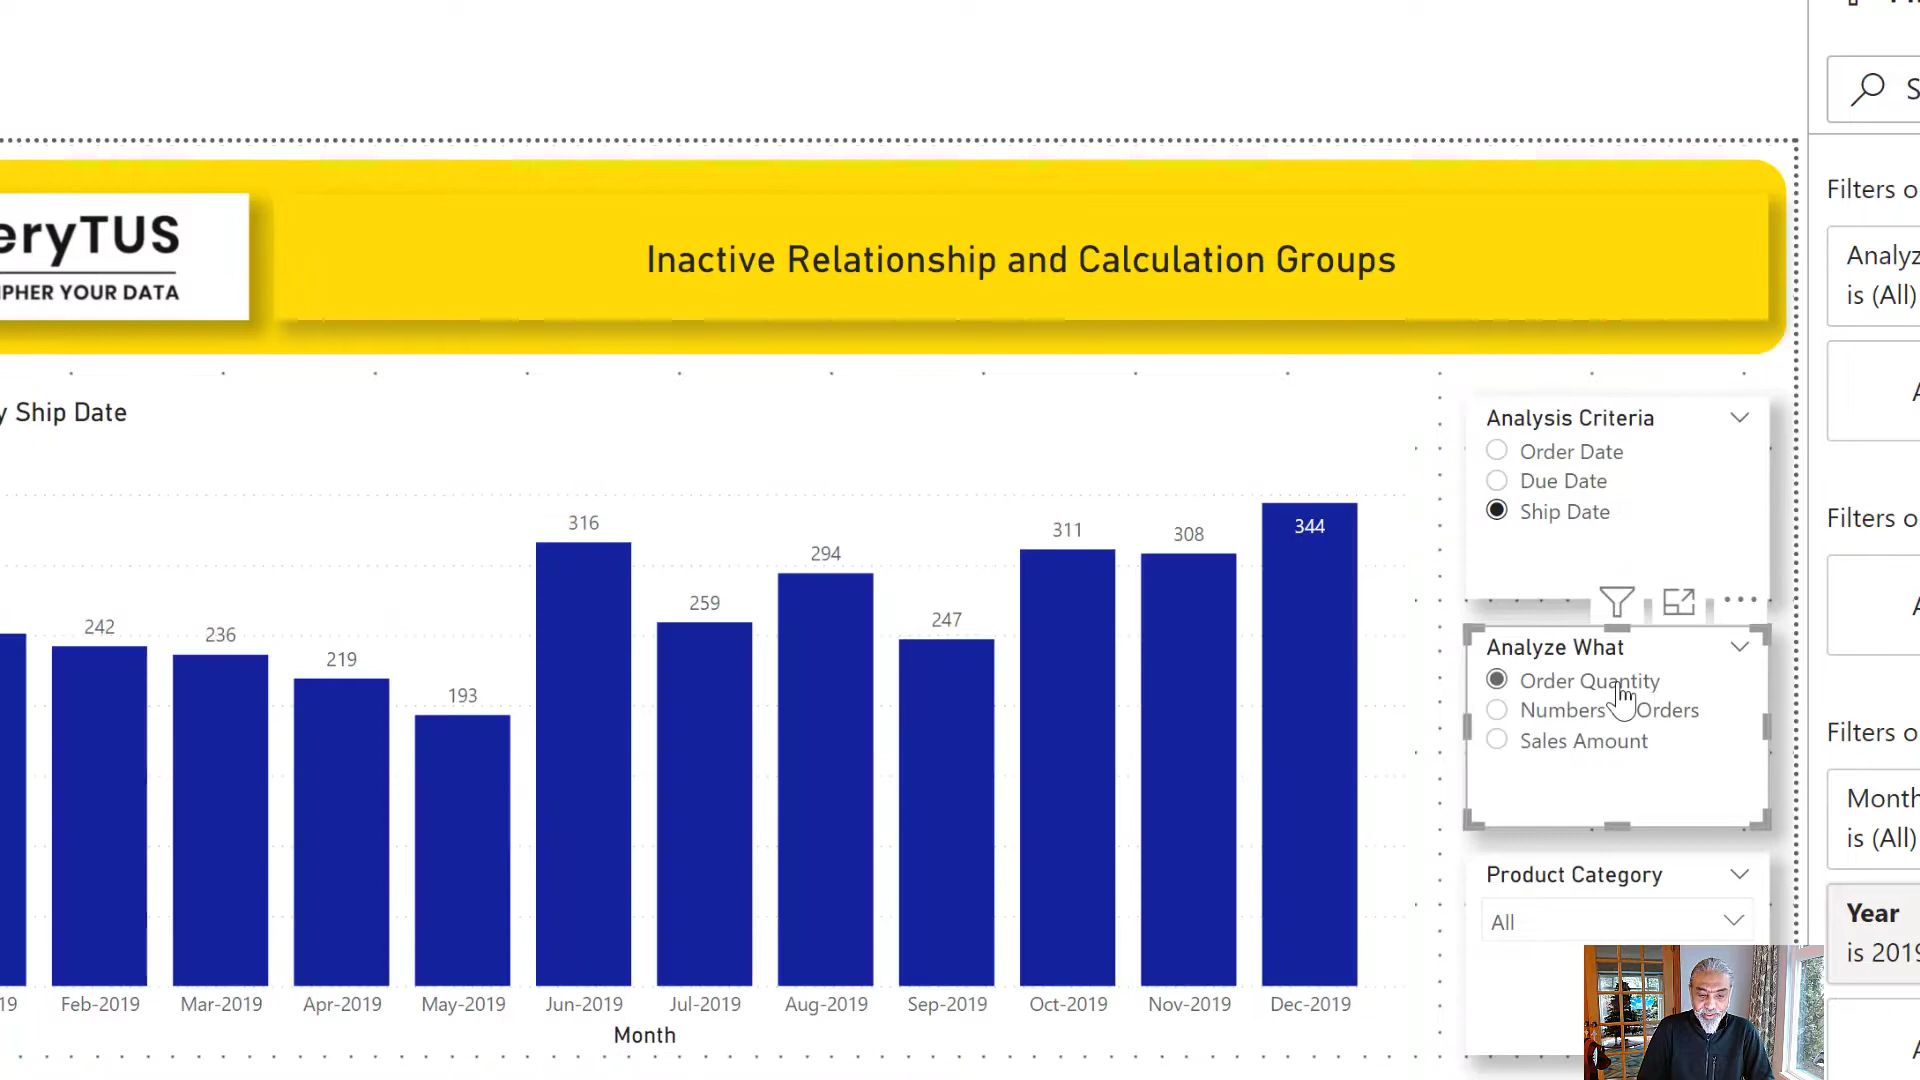 eryTUS
IPHER YOUR DATA
Inactive Relationship and Calculation Groups
y Ship Date
242
236
219
193
316
259
294
247
311
308
344
19
Feb-2019
Mar-2019
Apr-2019
May-2019
Jun-2019
Jul-2019
Aug-2019
Sep-2019
Oct-2019
Nov-2019
Dec-2019
Month
Analysis Criteria
Order Date
Due Date
Ship Date
Analyze What
Order Quantity
Numbers Orders
Sales Amount
Product Category
All
S
Filters o
Analyz
is (All)
A
Filters o
A
Filters o
Month
is (All)
Year
is 2019
A